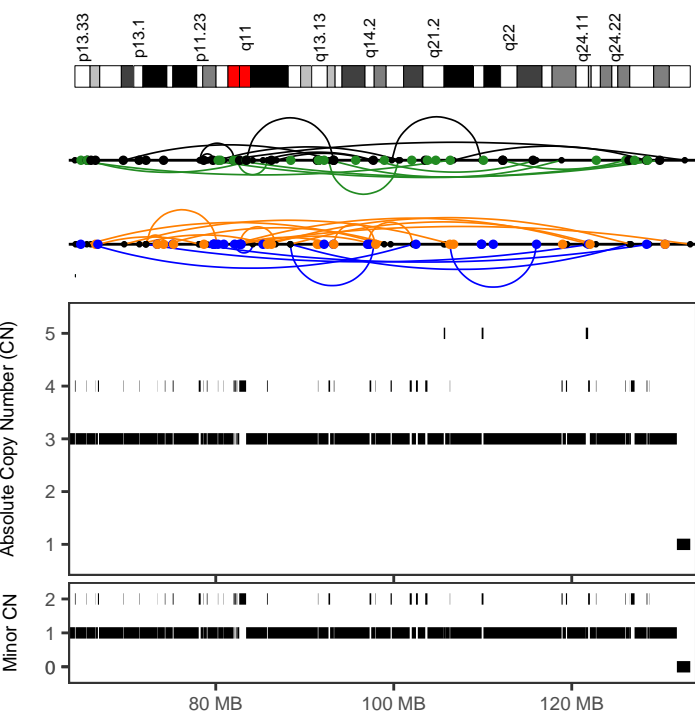 p13.33 p13.1 p11.23 q11 q13.13 q14.2 q21.2 q22 q24.11 q24.22
Absolute Copy Number (CN)
5
4
3
2
1
Minor CN
2
1
0
80 MB 100 MB 120 MB